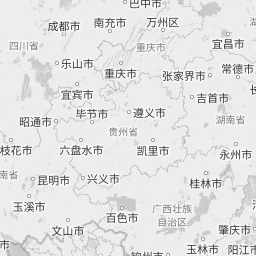 巴中市
成都市
南充市
万州区
宜昌市
四川省
重庆市
乐山市
重庆市
张家界市
常德市
宜宾市
吉首市
昭通市
毕节市
遵义市
湖南省
贵州省
枝花市
六盘水市
凯里市
永州市
南省
昆明市
兴义市
桂林市
玉溪市
百色市
广西壮族
自治区
肇庆市
文山市
玉林市
阳江市
钦州市